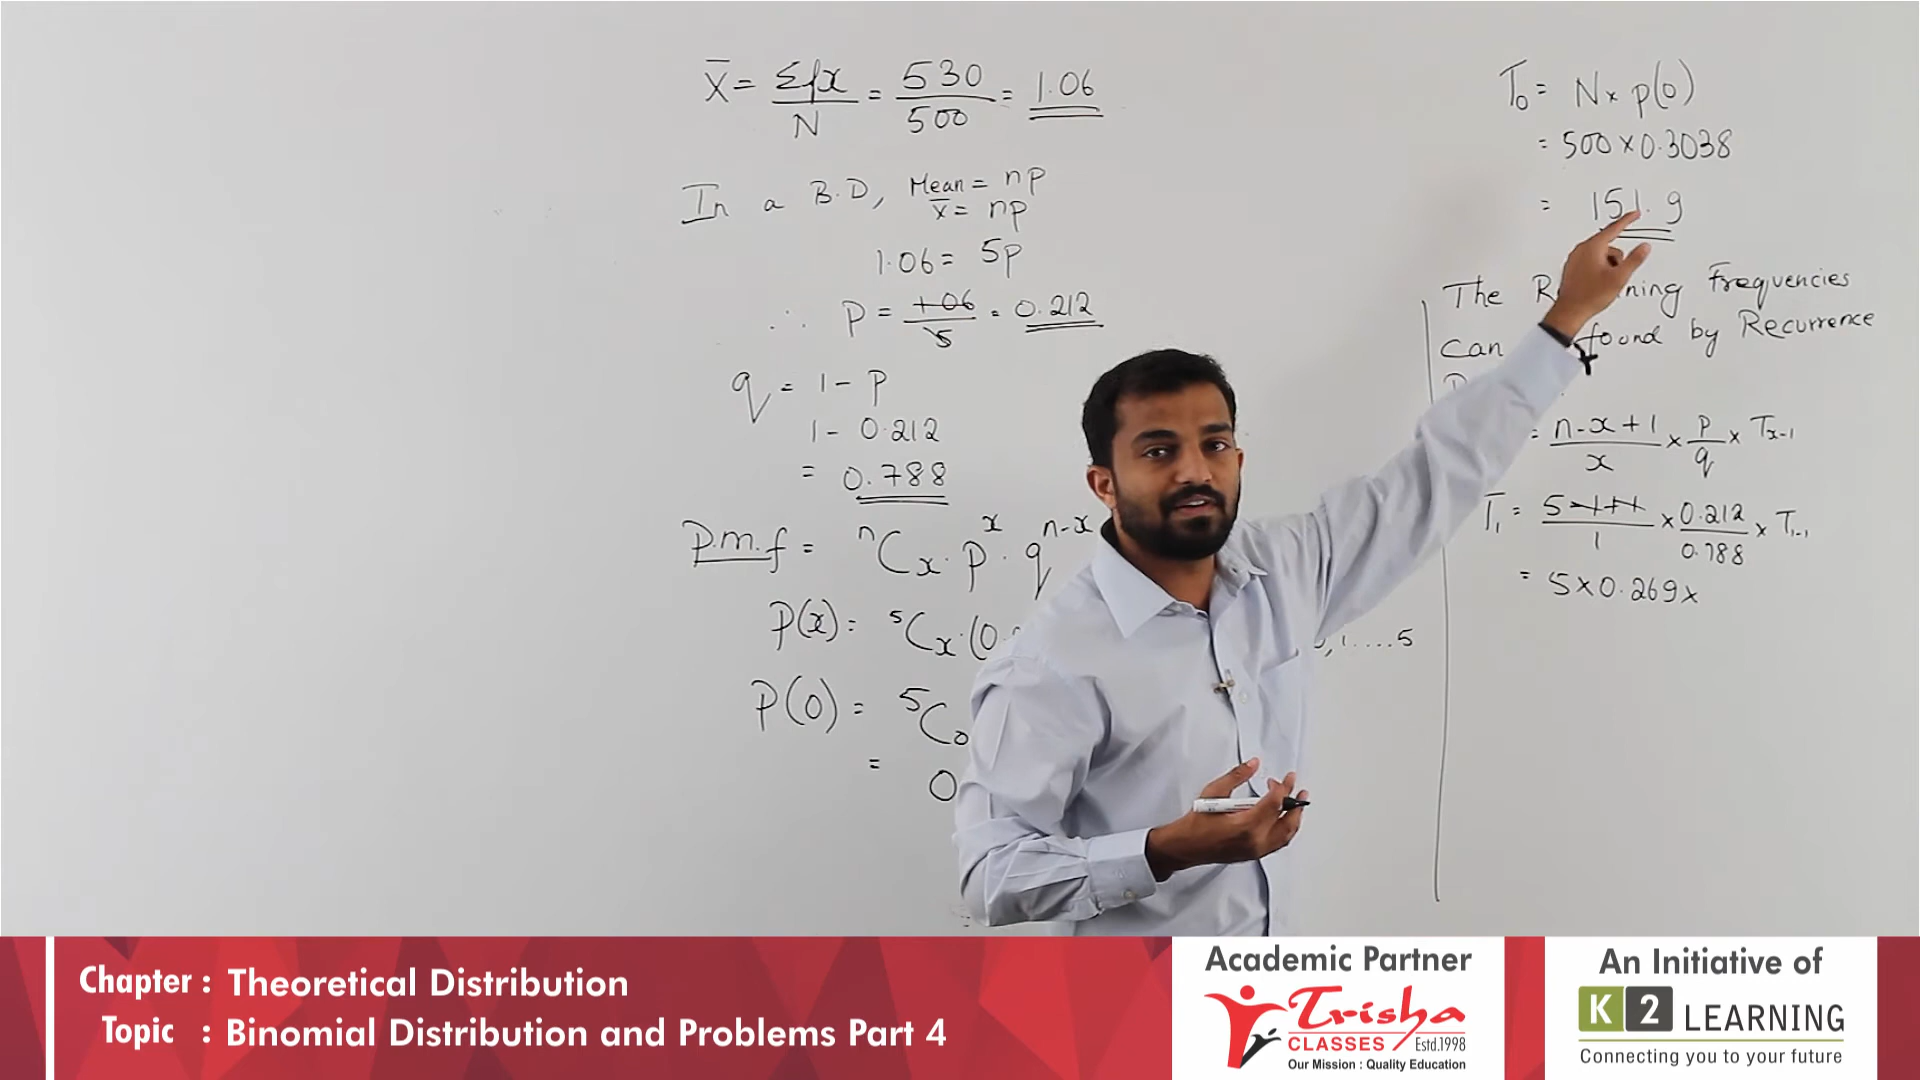 X̄ = Σfx/N = 530/500 = 1.06
In a B.D, Mean = np
x̄ = np
1.06 = 5p
∴ P = 1.06/5 = 0.212
q = 1 - P
1 - 0.212
= 0.788
P.m.f = ⁿCx . p^x . q^n-x
P(x) = ⁵Cx . (0. 0, 1 .... 5
P(0) = ⁵C₀
= 0
T₀ = N × p(0)
= 500 × 0.3038
= 151.9
The Frequencies
Can found by Recurrence
= n-x+1/x × p/q × Tx-1
T₁ = 5-1+1/1 × 0.212/0.788 × T1-1
= 5 × 0.269 ×
Chapter : Theoretical Distribution
Topic : Binomial Distribution and Problems Part 4
Academic Partner
Trisha
CLASSES Estd.1998
Our Mission : Quality Education
An Initiative of
K2 LEARNING
Connecting you to your future